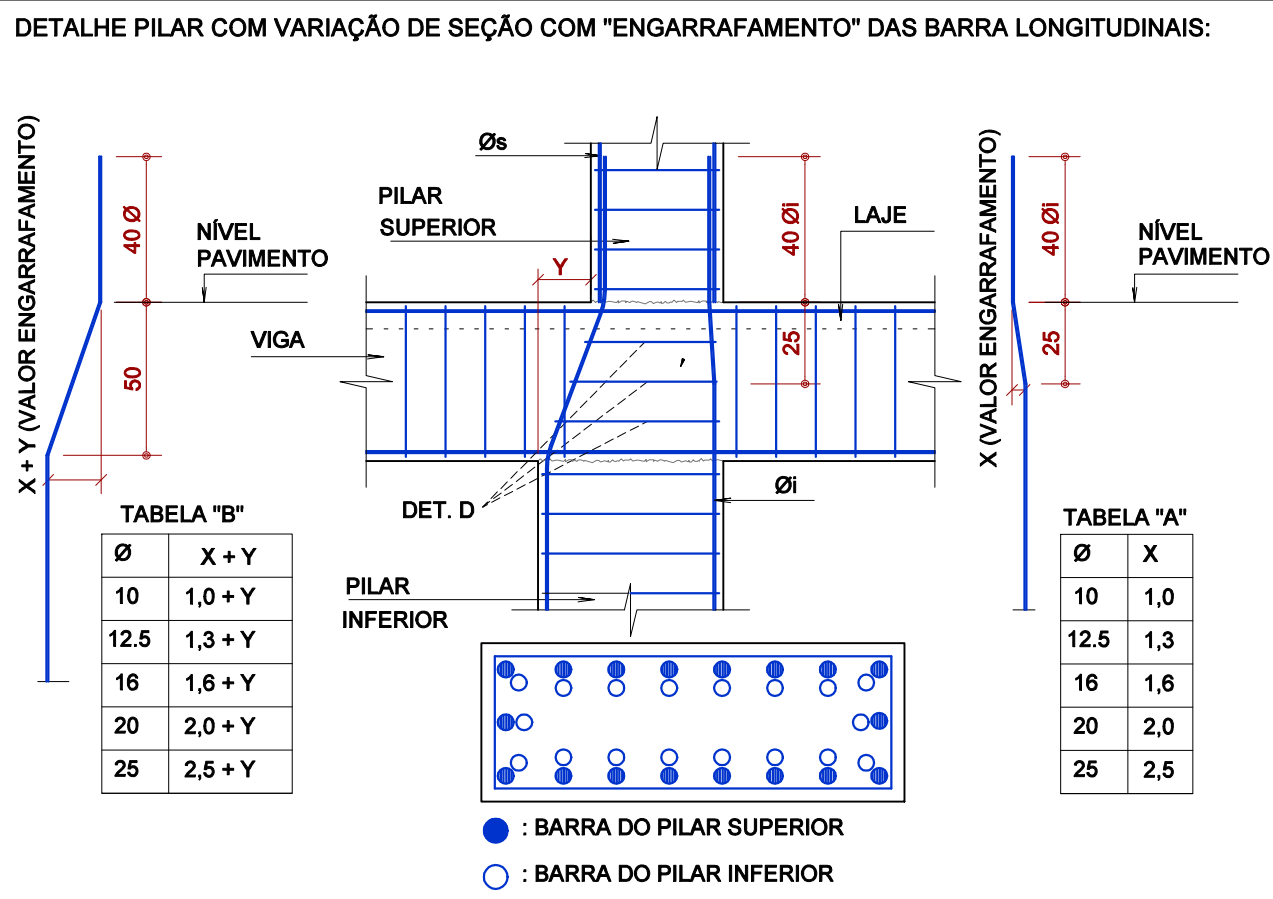 DETALHE PILAR COM VARIAÇÃO DE SEÇÃO COM "ENGARRAFAMENTO" DAS BARRA LONGITUDINAIS:
X + Y (VALOR ENGARRAFAMENTO)
40 Ø
50
NÍVEL
PAVIMENTO
VIGA
Øs
PILAR
SUPERIOR
Y
40 Øi
25
LAJE
DET. D
Øi
PILAR
INFERIOR
X (VALOR ENGARRAFAMENTO)
40 Øi
25
NÍVEL
PAVIMENTO
TABELA "B"
Ø X + Y
10 1,0 + Y
12.5 1,3 + Y
16 1,6 + Y
20 2,0 + Y
25 2,5 + Y
TABELA "A"
Ø X
10 1,0
12.5 1,3
16 1,6
20 2,0
25 2,5
: BARRA DO PILAR SUPERIOR
: BARRA DO PILAR INFERIOR